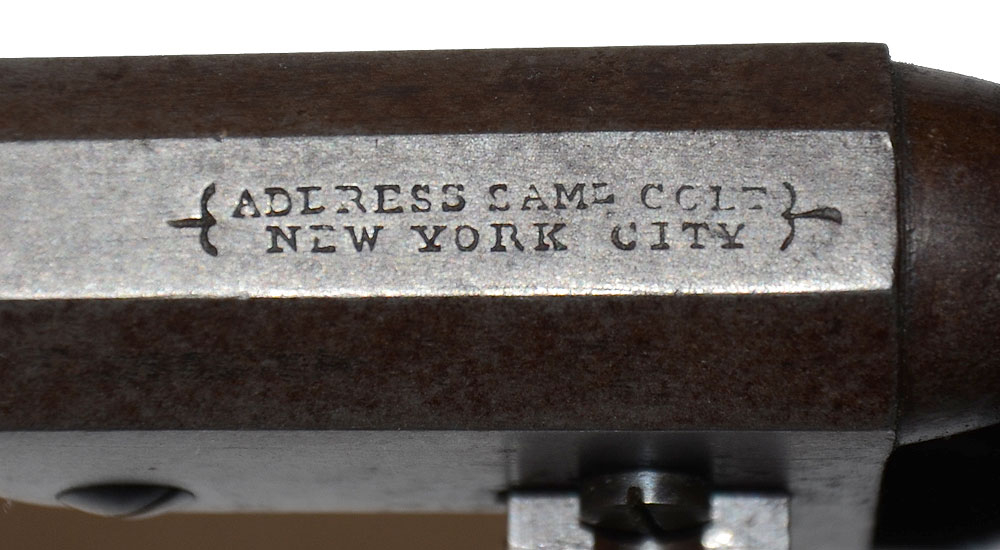 ADDRESS SAML COLT
NEW YORK CITY